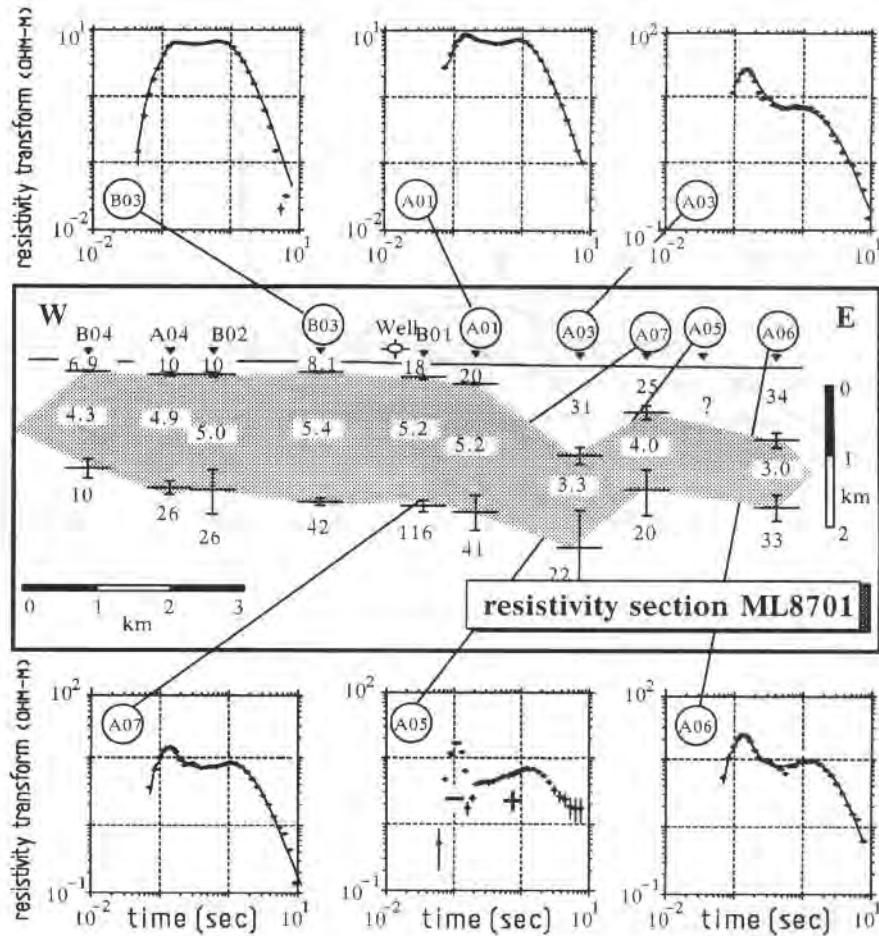 resistivity transform (OHM-M)
10¹ 10¹ 10²
B03 A01 A03
10⁻² 10⁻² 10⁻¹
10⁻² 10¹ 10⁻² 10¹ 10⁻² 10¹
W E
B04 A04 B02 B03 Well B01 A01 A03 A07 A05 A06
6.9 10 10 8.1 18 20 31 25 ? 34
4.3 4.9 5.0 5.4 5.2 5.2 3.3 4.0 3.0
10 26 26 42 116 41 22 20 33
0
1
km
2
0 1 2 3
km
resistivity section ML8701
resistivity transform (OHM-M)
10² 10² 10²
A07 A05 A06
− +
10⁻¹ 10⁻¹ 10⁻¹
10⁻² time (sec) 10¹ 10⁻² time (sec) 10¹ 10⁻² time (sec) 10¹